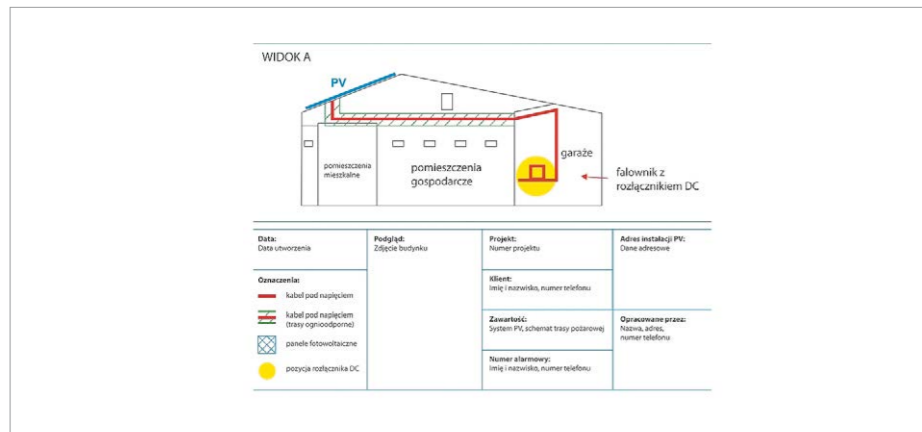 WIDOK A
PV
pomieszczenia
mieszkalne
pomieszczenia
gospodarcze
garaże
falownik z
rozłącznikiem DC
Data:
Data utworzenia
Podgląd:
Zdjęcie budynku
Projekt:
Numer projektu
Adres instalacji PV:
Dane adresowe
Oznaczenia:
kabel pod napięciem
kabel pod napięciem
(trasy ognioodporne)
panele fotowoltaiczne
pozycja rozłącznika DC
Klient:
Imię i nazwisko, numer telefonu
Zawartość:
System PV, schemat trasy pożarowej
Opracowane przez:
Nazwa, adres,
numer telefonu
Numer alarmowy:
Imię i nazwisko, numer telefonu